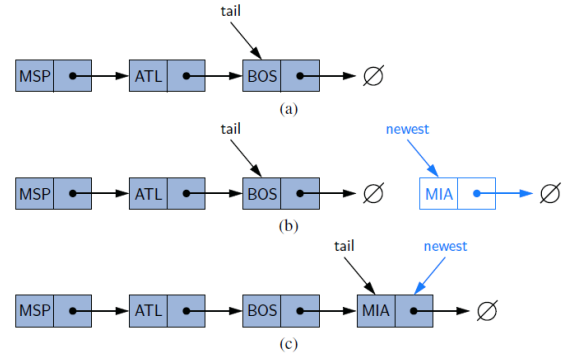 tail
MSP ATL BOS ∅
(a)
tail newest
MSP ATL BOS ∅ MIA ∅
(b)
tail newest
MSP ATL BOS MIA ∅
(c)